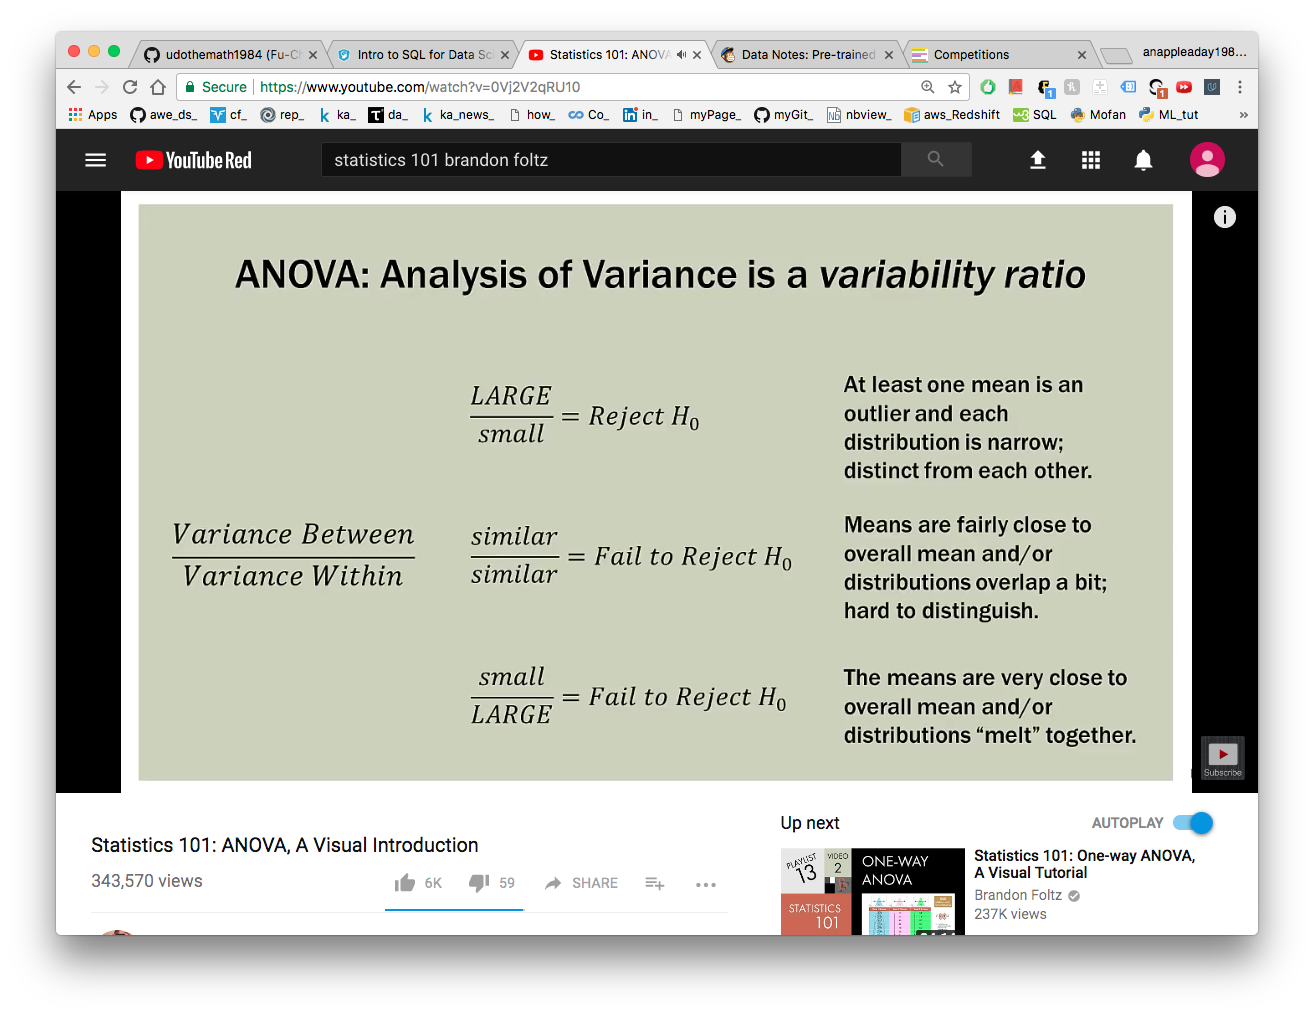 udothemath1984 (Fu-Ch
Intro to SQL for Data Sc
Statistics 101: ANOVA
Data Notes: Pre-trained
Competitions
anappleaday198...
Secure
https://www.youtube.com/watch?v=0Vj2V2qRU10
Apps
awe_ds_
cf_
rep_
ka_
da_
ka_news_
how_
Co_
in_
myPage_
myGit_
nbview_
aws_Redshift
SQL
Mofan
ML_tut
»
YouTube Red
statistics 101 brandon foltz
ANOVA: Analysis of Variance is a variability ratio
LARGE
small
= Reject H0
At least one mean is an
outlier and each
distribution is narrow;
distinct from each other.
Variance Between
Variance Within
similar
similar
= Fail to Reject H0
Means are fairly close to
overall mean and/or
distributions overlap a bit;
hard to distinguish.
small
LARGE
= Fail to Reject H0
The means are very close to
overall mean and/or
distributions “melt” together.
Subscribe
Statistics 101: ANOVA, A Visual Introduction
343,570 views
6K
59
SHARE
Up next
AUTOPLAY
PLAYLIST
13
VIDEO
2
STATISTICS
101
ONE-WAY
ANOVA
Statistics 101: One-way ANOVA,
A Visual Tutorial
Brandon Foltz
237K views